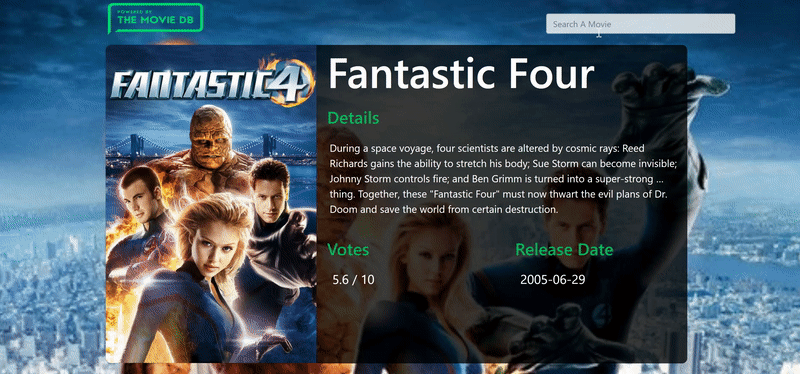 POWERED BY
THE MOVIE DB
Search A Movie
FANTASTIC 4
Fantastic Four
Details
During a space voyage, four scientists are altered by cosmic rays: Reed
Richards gains the ability to stretch his body; Sue Storm can become invisible;
Johnny Storm controls fire; and Ben Grimm is turned into a super-strong ...
thing. Together, these "Fantastic Four" must now thwart the evil plans of Dr.
Doom and save the world from certain destruction.
Votes
Release Date
5.6 / 10
2005-06-29